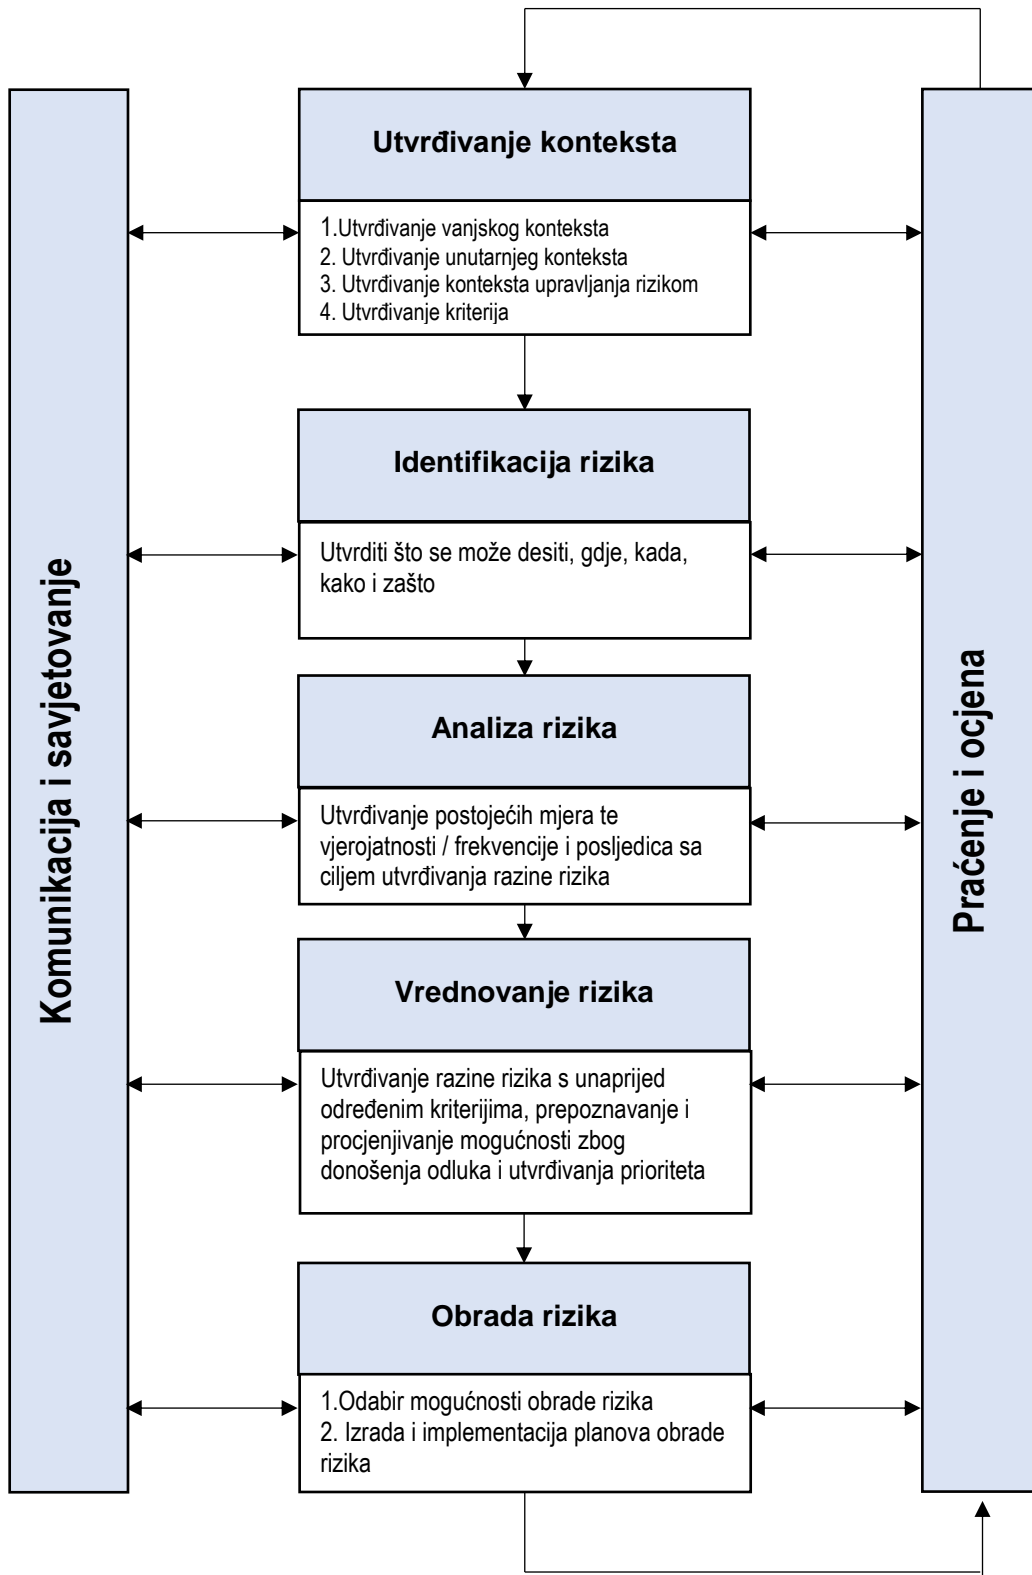 Komunikacija i savjetovanje
Utvrđivanje konteksta
1.Utvrđivanje vanjskog konteksta
2. Utvrđivanje unutarnjeg konteksta
3. Utvrđivanje konteksta upravljanja rizikom
4. Utvrđivanje kriterija
Identifikacija rizika
Utvrditi što se može desiti, gdje, kada,
kako i zašto
Analiza rizika
Utvrđivanje postojećih mjera te
vjerojatnosti / frekvencije i posljedica sa
ciljem utvrđivanja razine rizika
Vrednovanje rizika
Utvrđivanje razine rizika s unaprijed
određenim kriterijima, prepoznavanje i
procjenjivanje mogućnosti zbog
donošenja odluka i utvrđivanja prioriteta
Obrada rizika
1.Odabir mogućnosti obrade rizika
2. Izrada i implementacija planova obrade
rizika
Praćenje i ocjena